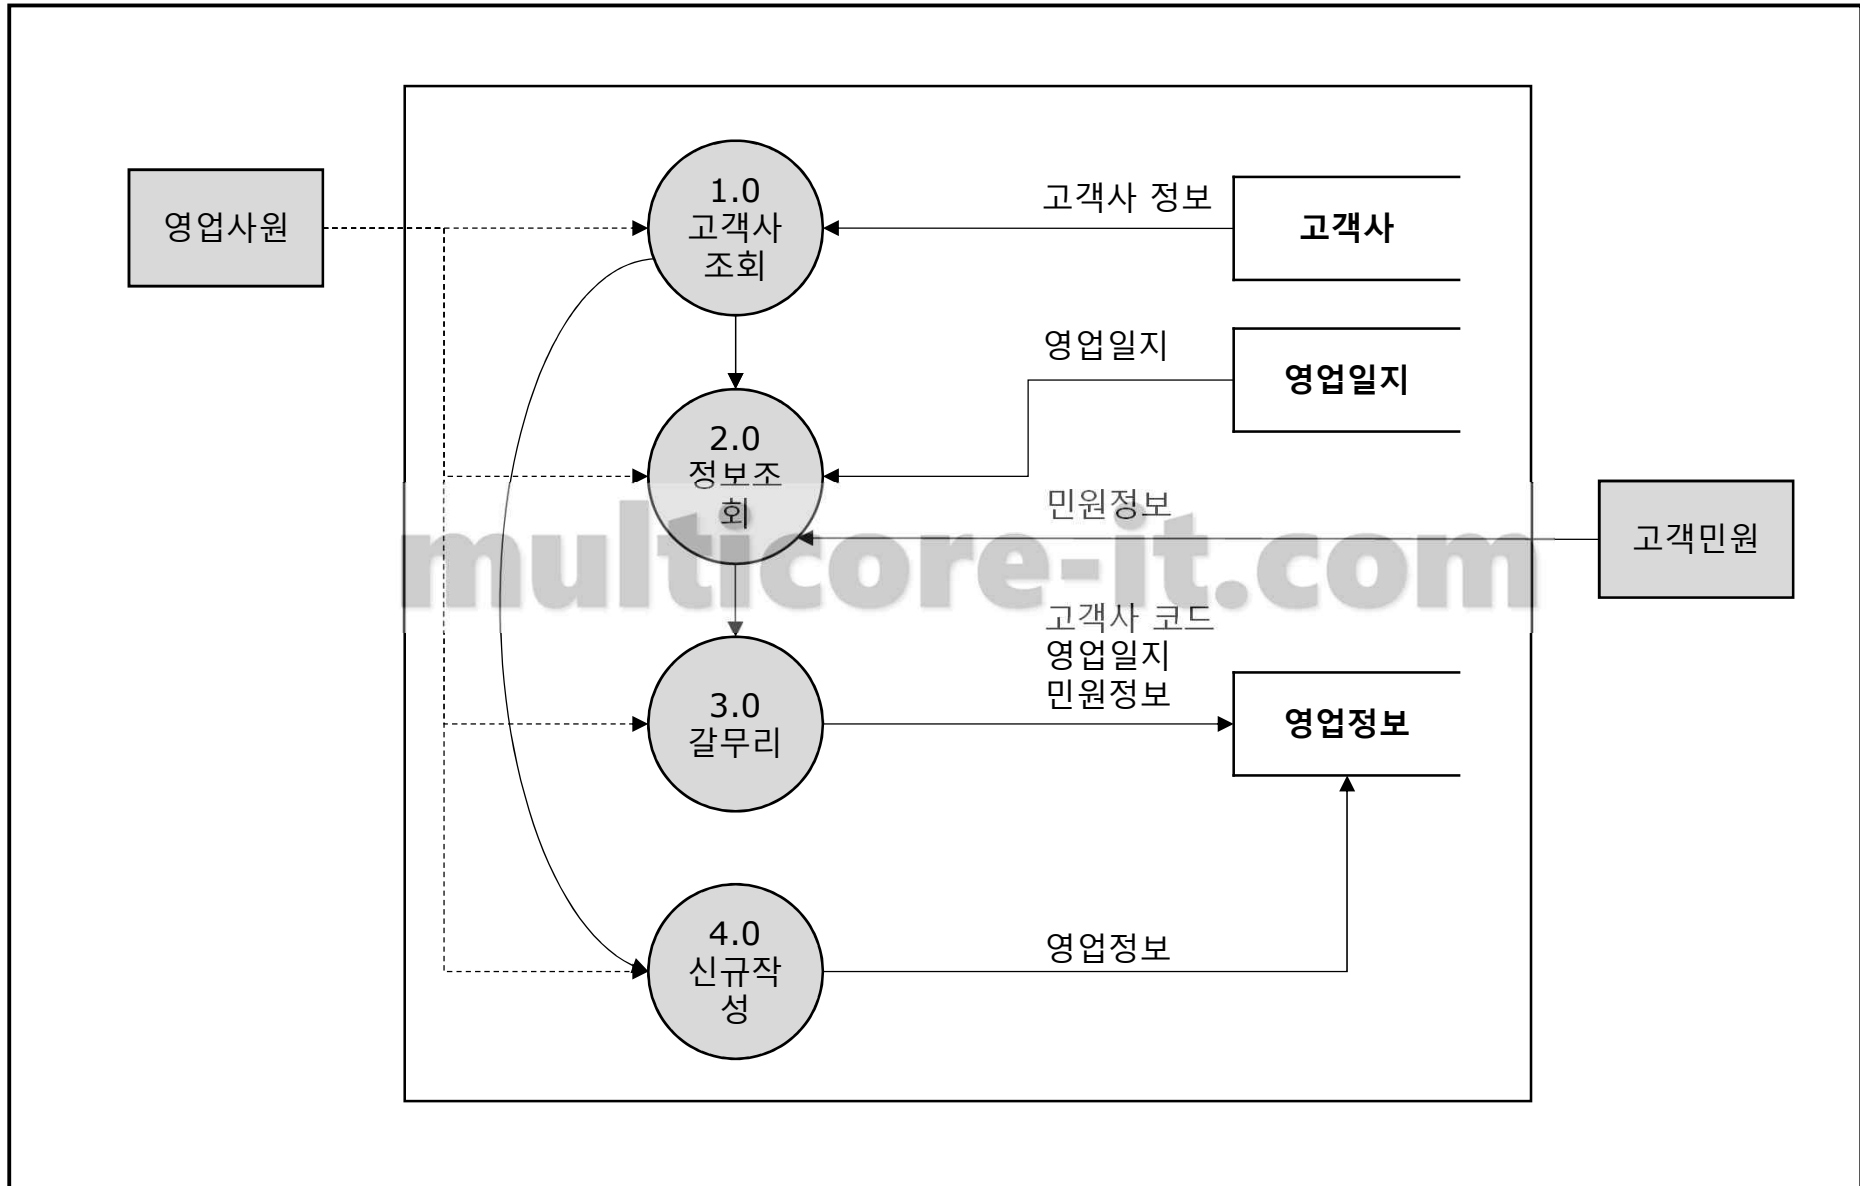 영업사원
1.0
고객사
조회
고객사 정보
고객사
영업일지
영업일지
2.0
정보조
회
민원정보
고객민원
multicore-it.com
고객사 코드
영업일지
민원정보
3.0
갈무리
영업정보
4.0
신규작
성
영업정보